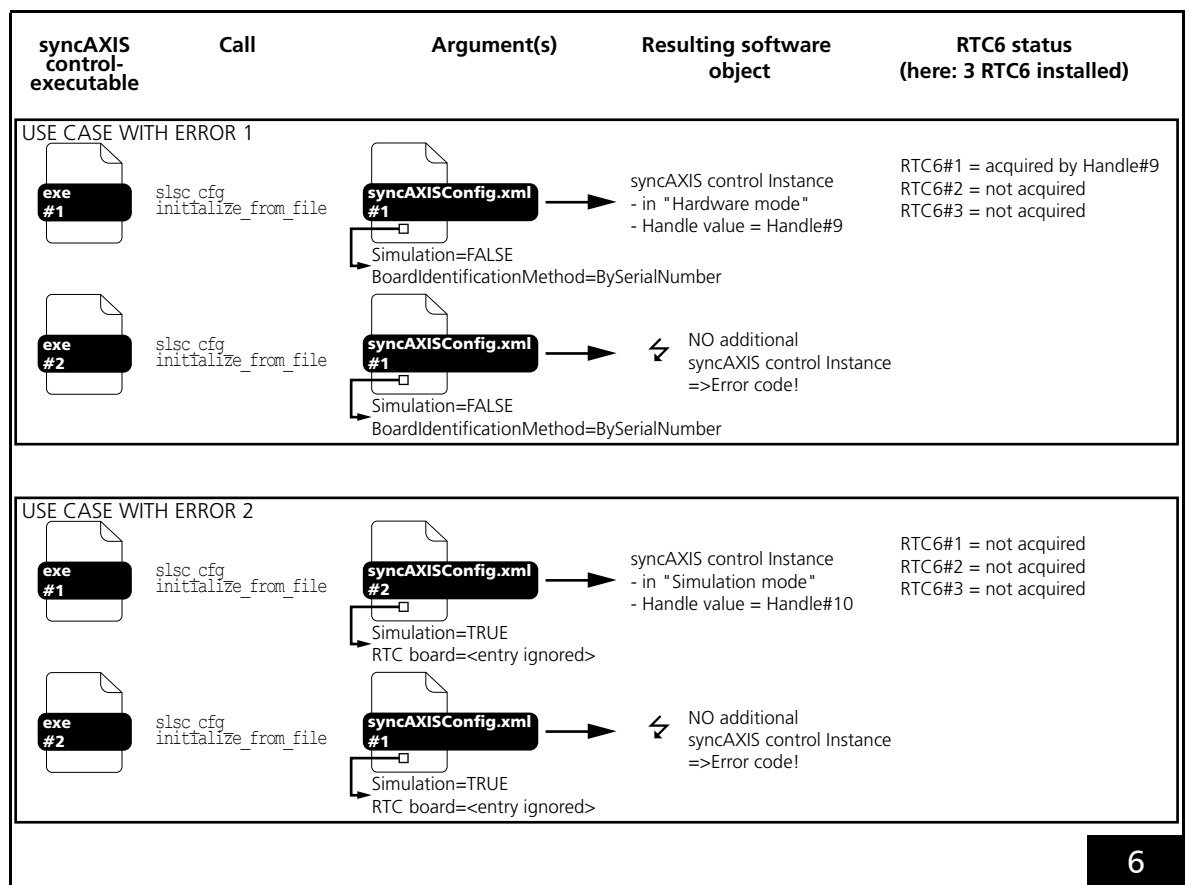 syncAXIS
control-
executable
Call
Argument(s)
Resulting software
object
RTC6 status
(here: 3 RTC6 installed)
USE CASE WITH ERROR 1
exe
#1
slsc_cfg_
initialize_from_file
syncAXISConfig.xml
#1
Simulation=FALSE
BoardIdentificationMethod=BySerialNumber
syncAXIS control Instance
- in "Hardware mode"
- Handle value = Handle#9
RTC6#1 = acquired by Handle#9
RTC6#2 = not acquired
RTC6#3 = not acquired
exe
#2
slsc_cfg_
initialize_from_file
syncAXISConfig.xml
#1
Simulation=FALSE
BoardIdentificationMethod=BySerialNumber
NO additional
syncAXIS control Instance
=>Error code!
USE CASE WITH ERROR 2
exe
#1
slsc_cfg_
initialize_from_file
syncAXISConfig.xml
#2
Simulation=TRUE
RTC board=<entry ignored>
syncAXIS control Instance
- in "Simulation mode"
- Handle value = Handle#10
RTC6#1 = not acquired
RTC6#2 = not acquired
RTC6#3 = not acquired
exe
#2
slsc_cfg_
initialize_from_file
syncAXISConfig.xml
#1
Simulation=TRUE
RTC board=<entry ignored>
NO additional
syncAXIS control Instance
=>Error code!
6